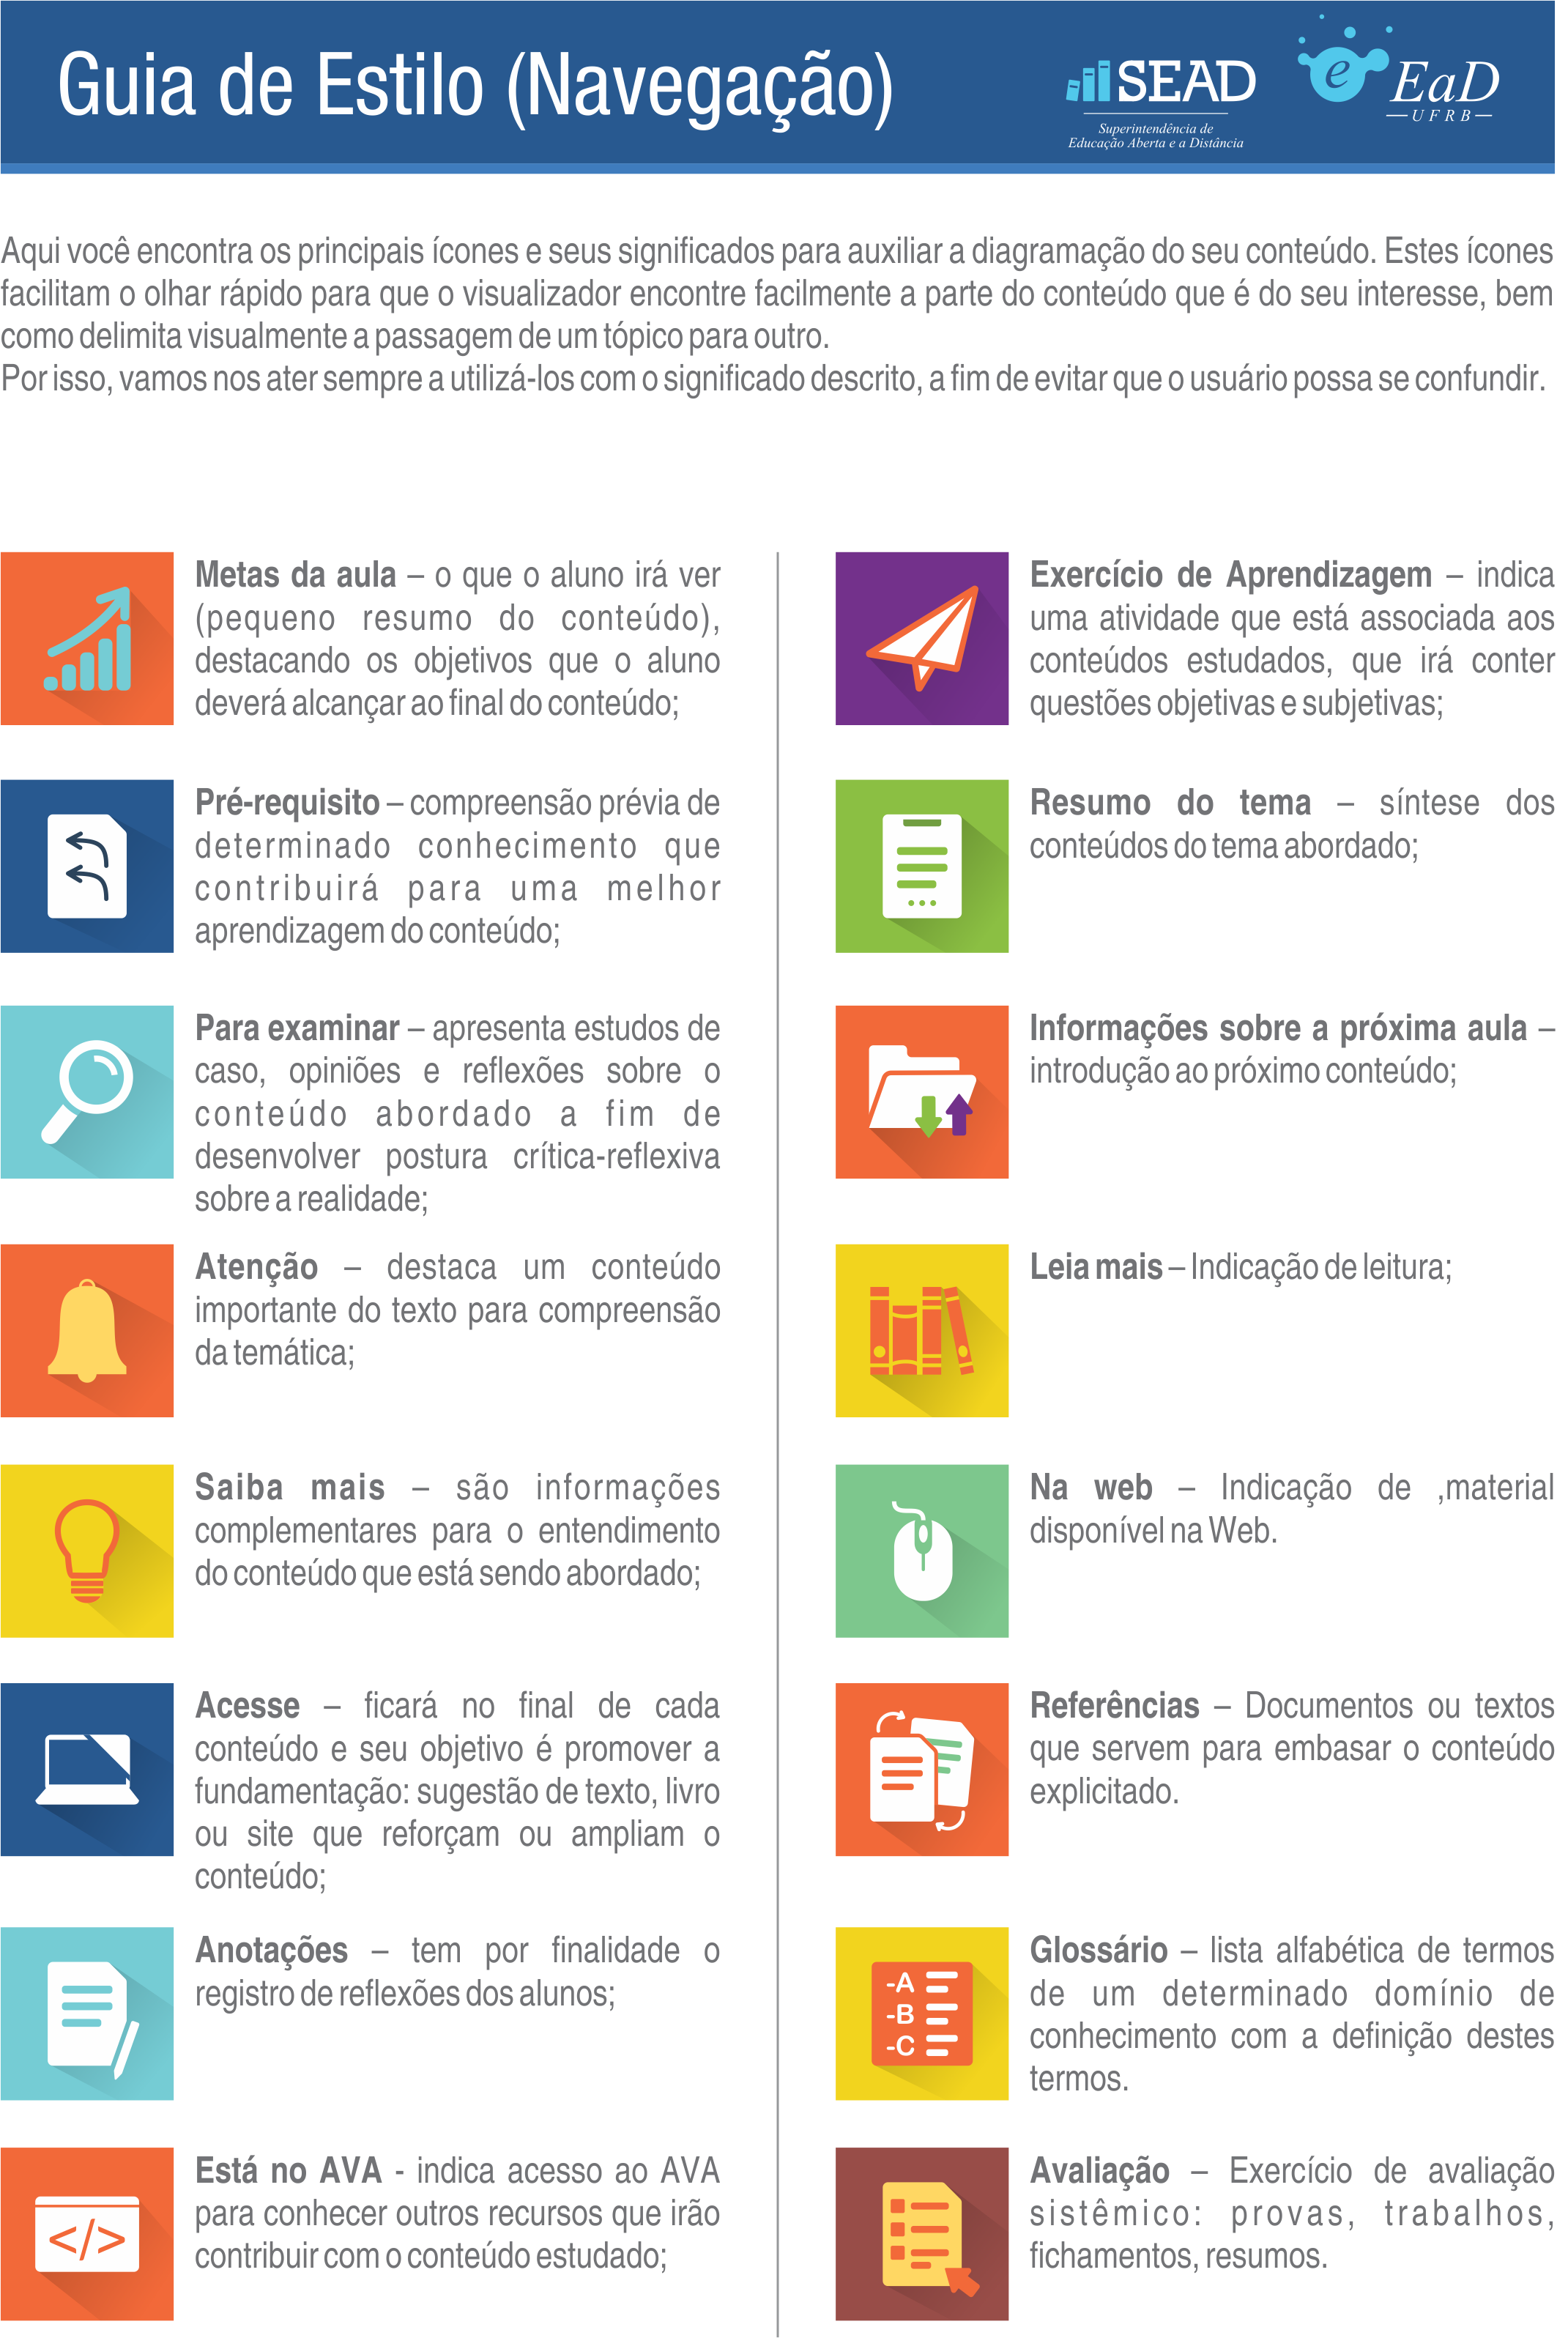 Guia de Estilo (Navegação)
SEAD
Superintendência de
Educação Aberta e a Distância
e
EaD
UFRB
Aqui você encontra os principais ícones e seus significados para auxiliar a diagramação do seu conteúdo. Estes ícones
facilitam o olhar rápido para que o visualizador encontre facilmente a parte do conteúdo que é do seu interesse, bem
como delimita visualmente a passagem de um tópico para outro.
Por isso, vamos nos ater sempre a utilizá-los com o significado descrito, a fim de evitar que o usuário possa se confundir.
Metas da aula – o que o aluno irá ver
(pequeno resumo do conteúdo),
destacando os objetivos que o aluno
deverá alcançar ao final do conteúdo;
Pré-requisito – compreensão prévia de
determinado conhecimento que
contribuirá para uma melhor
aprendizagem do conteúdo;
Para examinar – apresenta estudos de
caso, opiniões e reflexões sobre o
conteúdo abordado a fim de
desenvolver postura crítica-reflexiva
sobre a realidade;
Atenção – destaca um conteúdo
importante do texto para compreensão
da temática;
Saiba mais – são informações
complementares para o entendimento
do conteúdo que está sendo abordado;
Acesse – ficará no final de cada
conteúdo e seu objetivo é promover a
fundamentação: sugestão de texto, livro
ou site que reforçam ou ampliam o
conteúdo;
Anotações – tem por finalidade o
registro de reflexões dos alunos;
</>
Está no AVA - indica acesso ao AVA
para conhecer outros recursos que irão
contribuir com o conteúdo estudado;
Exercício de Aprendizagem – indica
uma atividade que está associada aos
conteúdos estudados, que irá conter
questões objetivas e subjetivas;
Resumo do tema – síntese dos
conteúdos do tema abordado;
Informações sobre a próxima aula –
introdução ao próximo conteúdo;
Leia mais – Indicação de leitura;
Na web – Indicação de ,material
disponível na Web.
Referências – Documentos ou textos
que servem para embasar o conteúdo
explicitado.
-A
-B
-C
Glossário – lista alfabética de termos
de um determinado domínio de
conhecimento com a definição destes
termos.
Avaliação – Exercício de avaliação
sistêmico: provas, trabalhos,
fichamentos, resumos.